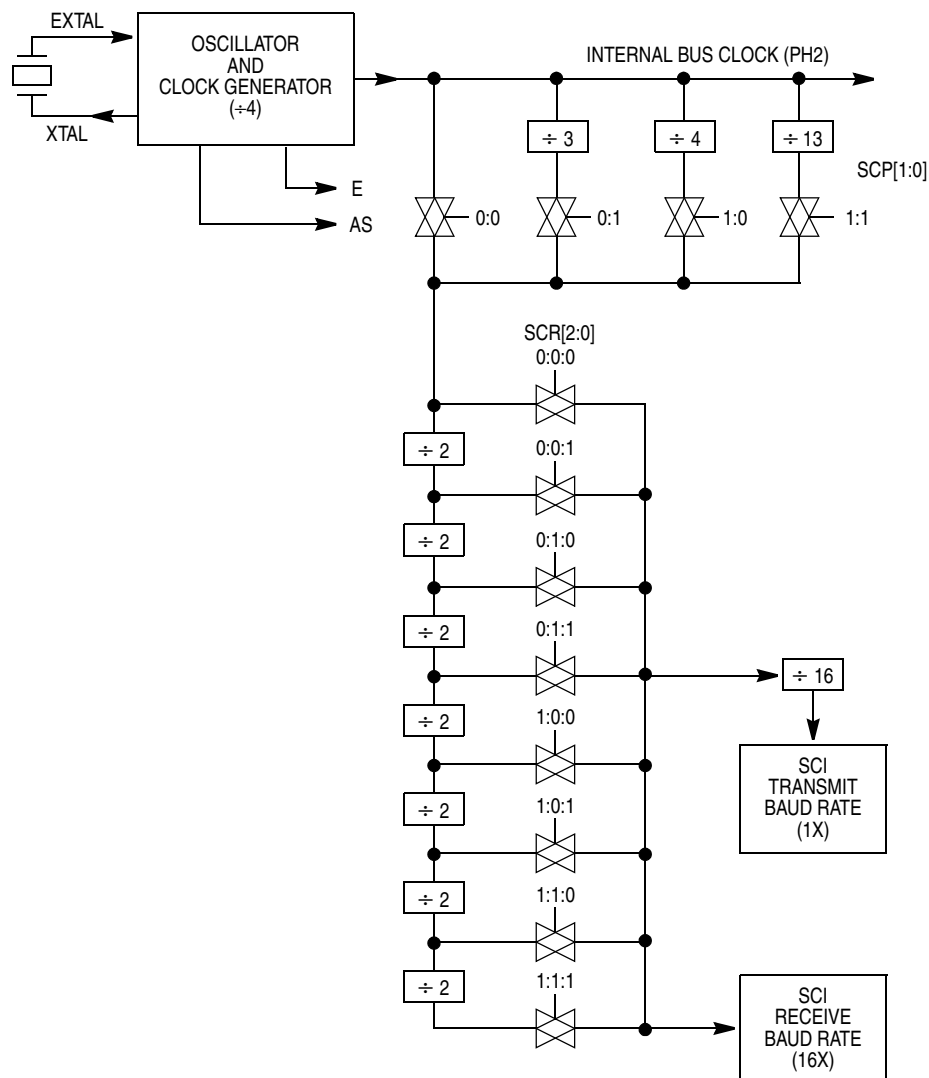 EXTAL
OSCILLATOR
AND
CLOCK GENERATOR
(÷4)
XTAL
E
AS
INTERNAL BUS CLOCK (PH2)
÷ 3
÷ 4
÷ 13
SCP[1:0]
0:0
0:1
1:0
1:1
SCR[2:0]
0:0:0
÷ 2
0:0:1
÷ 2
0:1:0
÷ 2
0:1:1
÷ 2
1:0:0
÷ 2
1:0:1
÷ 2
1:1:0
÷ 2
1:1:1
÷ 16
SCI
TRANSMIT
BAUD RATE
(1X)
SCI
RECEIVE
BAUD RATE
(16X)